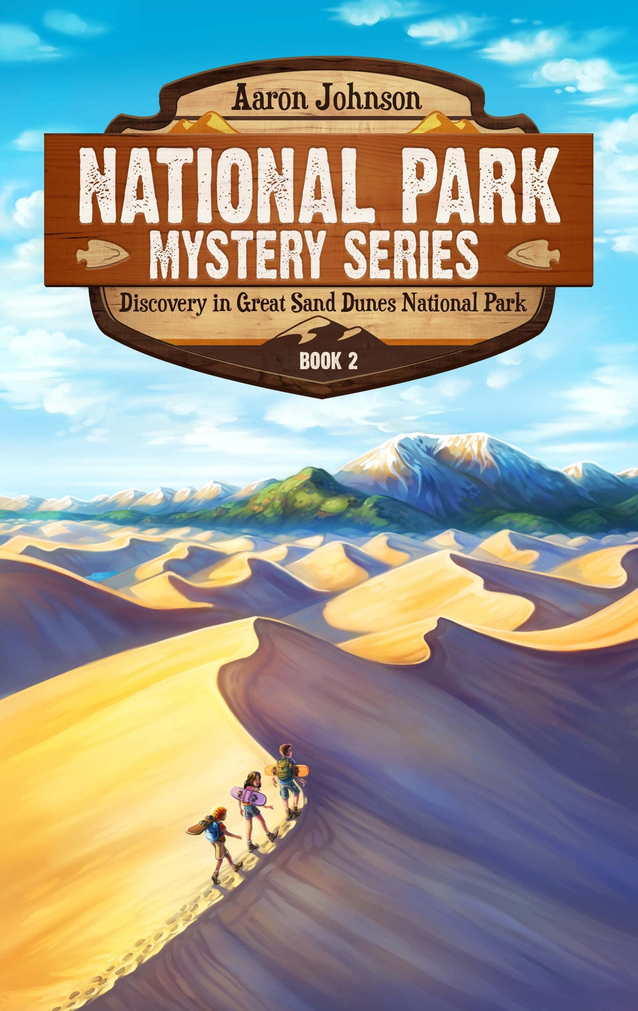 Aaron Johnson
NATIONAL PARK
MYSTERY SERIES
Discovery in Great Sand Dunes National Park
BOOK 2